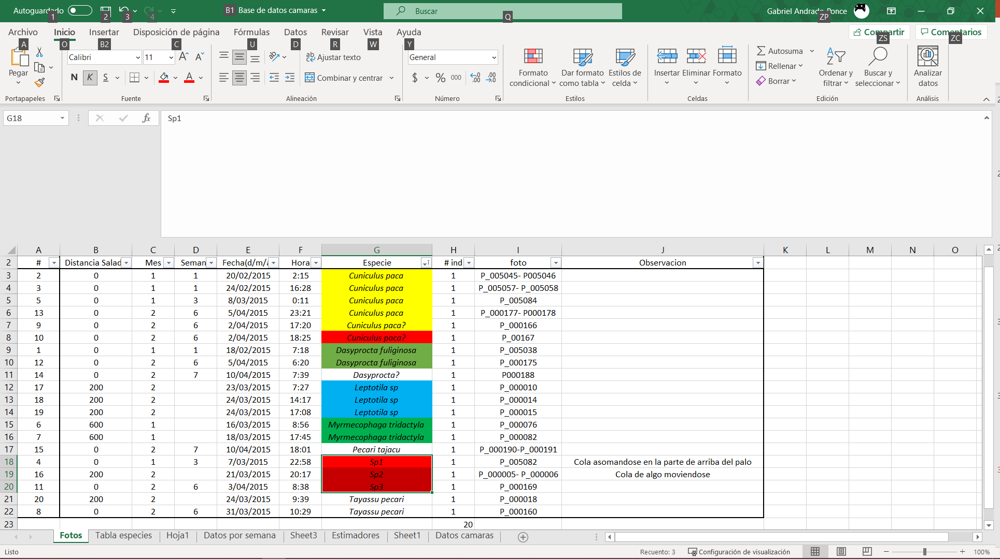 Autoguardado 1 2 3 4 B1 Base de datos camaras Buscar Q Gabriel Andrade-Ponce ZP
Archivo Inicio Insertar Disposición de página Fórmulas Datos Revisar Vista Ayuda Compartir Comentarios
A O B2 C U D R W Y ZS ZC
Calibri 11 ab Ajustar texto General Autosuma
Pegar N K S A Combinar y centrar $ % 000 Formato condicional Dar formato como tabla Estilos de celda Insertar Eliminar Formato Rellenar Borrar Ordenar y filtrar Buscar y seleccionar Analizar datos
Portapapeles Fuente Alineación Número Estilos Celdas Edición Análisis
G18 fx Sp1
A B C D E F G H I J K L M N O
2 # Distancia Salad Mes Seman Fecha(d/m/a Hora Especie # ind foto Observacion
3 2 0 1 1 20/02/2015 2:15 Cuniculus paca 1 P_005045- P005046
4 3 0 1 1 24/02/2015 16:28 Cuniculus paca 1 P_005057- P_005058
5 5 0 1 3 8/03/2015 0:11 Cuniculus paca 1 P_005084
6 13 0 2 6 5/04/2015 23:21 Cuniculus paca 1 P_000177- P000178
7 9 0 2 6 2/04/2015 17:20 Cuniculus paca? 1 P_000166
8 10 0 2 6 2/04/2015 18:25 Cuniculus paca? 1 P_00167
9 1 0 1 1 18/02/2015 7:18 Dasyprocta fuliginosa 1 P_005038
10 12 0 2 6 5/04/2015 6:20 Dasyprocta fuliginosa 1 P_000175
11 14 0 2 7 10/04/2015 7:39 Dasyprocta? 1 P000188
12 17 200 2 23/03/2015 7:27 Leptotila sp 1 P_000010
13 18 200 2 24/03/2015 14:17 Leptotila sp 1 P_000014
14 19 200 2 24/03/2015 17:08 Leptotila sp 1 P_000015
15 6 600 1 16/03/2015 8:56 Myrmecophaga tridactyla 1 P_000076
16 7 600 1 18/03/2015 17:45 Myrmecophaga tridactyla 1 P_000082
17 15 0 2 7 10/04/2015 18:01 Pecari tajacu 1 P_000190-P_000191
18 4 0 1 3 7/03/2015 22:58 Sp1 1 P_005082 Cola asomandose en la parte de arriba del palo
19 16 200 2 21/03/2015 20:17 Sp2 1 P_000005- P_000006 Cola de algo moviendose
20 11 0 2 6 3/04/2015 8:38 Sp3 1 P_000169
21 20 200 2 24/03/2015 9:39 Tayassu pecari 1 P_000018
22 8 0 2 6 31/03/2015 10:29 Tayassu pecari 1 P_000160
23 20
Fotos Tabla especies Hoja1 Datos por semana Sheet3 Estimadores Sheet1 Datos camaras
Listo Recuento: 3 Configuración de visualización 100%